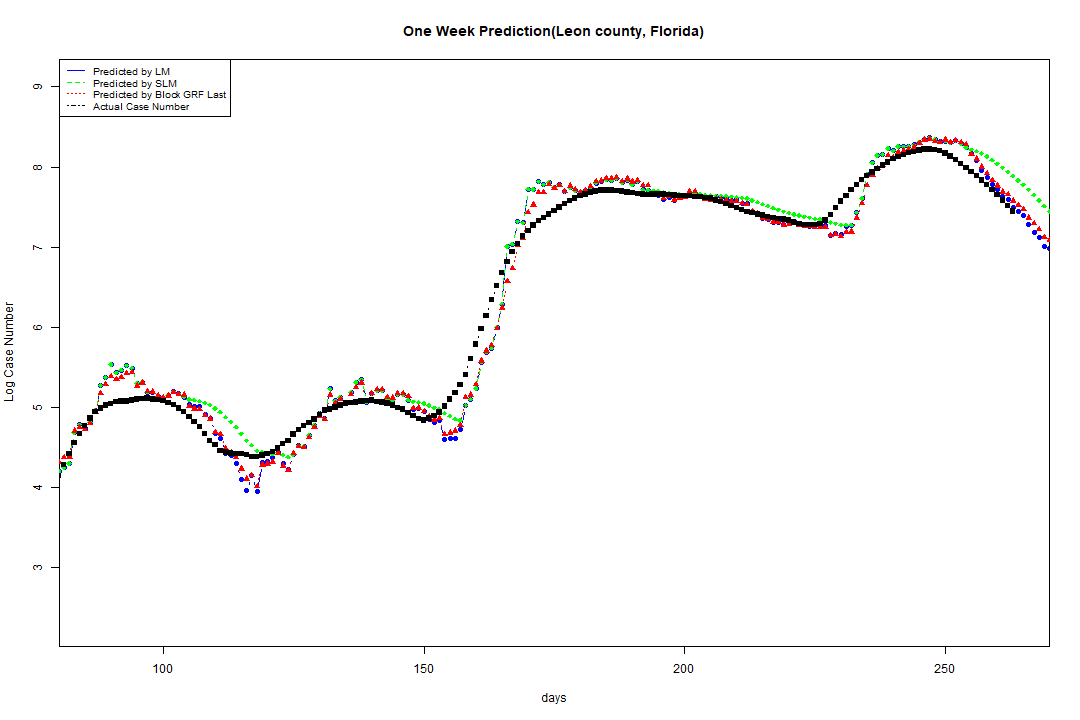 One Week Prediction(Leon county, Florida)
Predicted by LM
Predicted by SLM
Predicted by Block GRF Last
Actual Case Number
Log Case Number
9
8
7
6
5
4
3
100
150
200
250
days